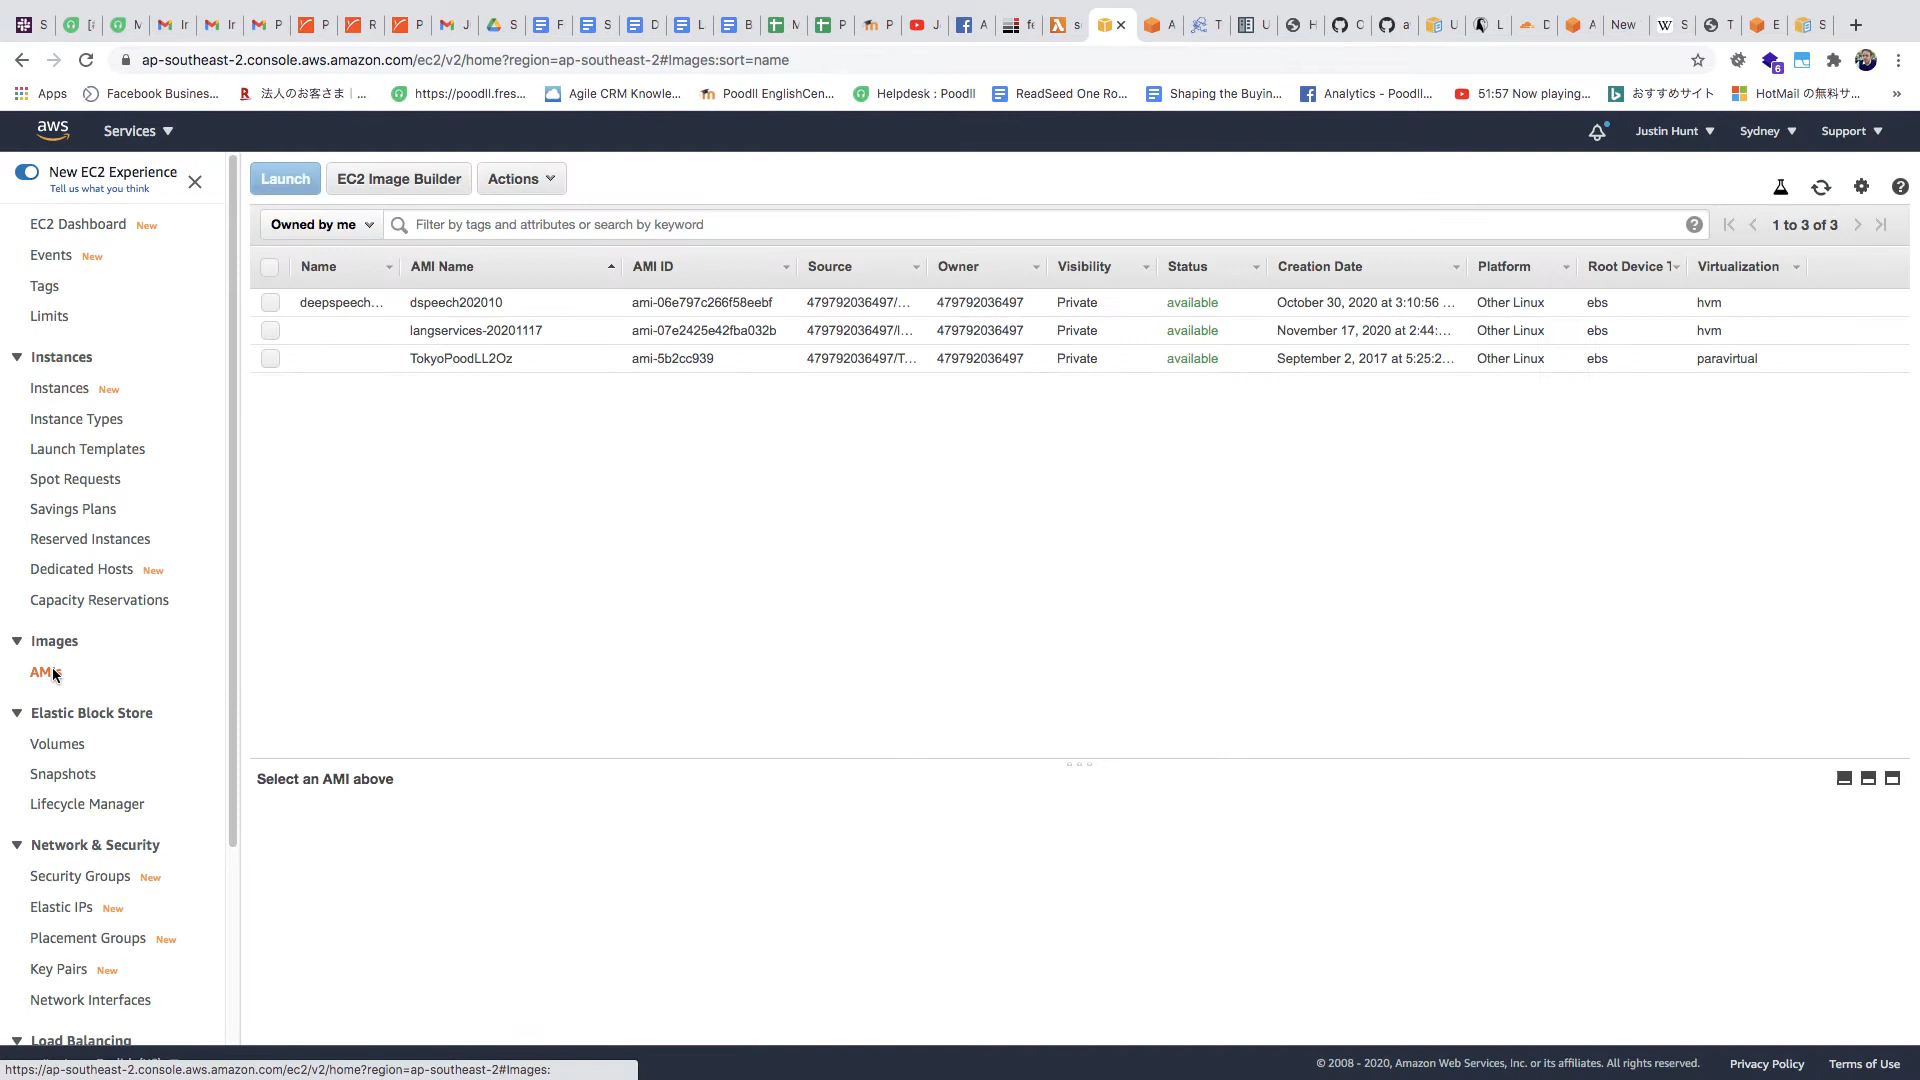 S [ M Ir Ir P P R P J S F S D L B M P P J A fe s A T U H C a U L D A New S T E S
ap-southeast-2.console.aws.amazon.com/ec2/v2/home?region=ap-southeast-2#Images:sort=name
6
Apps Facebook Business... 法人のお客さま | ... https://poodll.fres... Agile CRM Knowle... Poodll EnglishCen... Helpdesk : Poodll ReadSeed One Ro... Shaping the Buyin... Analytics - Poodll... 51:57 Now playing... おすすめサイト HotMail の無料サ... »
aws Services Justin Hunt Sydney Support
New EC2 Experience
Tell us what you think
Launch EC2 Image Builder Actions
Owned by me Filter by tags and attributes or search by keyword 1 to 3 of 3
EC2 Dashboard New
Events New
Tags
Limits
Instances
Instances New
Instance Types
Launch Templates
Spot Requests
Savings Plans
Reserved Instances
Dedicated Hosts New
Capacity Reservations
Images
AMIs
Elastic Block Store
Volumes
Snapshots
Lifecycle Manager
Network & Security
Security Groups New
Elastic IPs New
Placement Groups New
Key Pairs New
Network Interfaces
Load Balancing
Name AMI Name AMI ID Source Owner Visibility Status Creation Date Platform Root Device T Virtualization
deepspeech... dspeech202010 ami-06e797c266f58eebf 479792036497/... 479792036497 Private available October 30, 2020 at 3:10:56 ... Other Linux ebs hvm
langservices-20201117 ami-07e2425e42fba032b 479792036497/l... 479792036497 Private available November 17, 2020 at 2:44:... Other Linux ebs hvm
TokyoPoodLL2Oz ami-5b2cc939 479792036497/T... 479792036497 Private available September 2, 2017 at 5:25:2... Other Linux ebs paravirtual
Select an AMI above
https://ap-southeast-2.console.aws.amazon.com/ec2/v2/home?region=ap-southeast-2#Images:
© 2008 - 2020, Amazon Web Services, Inc. or its affiliates. All rights reserved. Privacy Policy Terms of Use